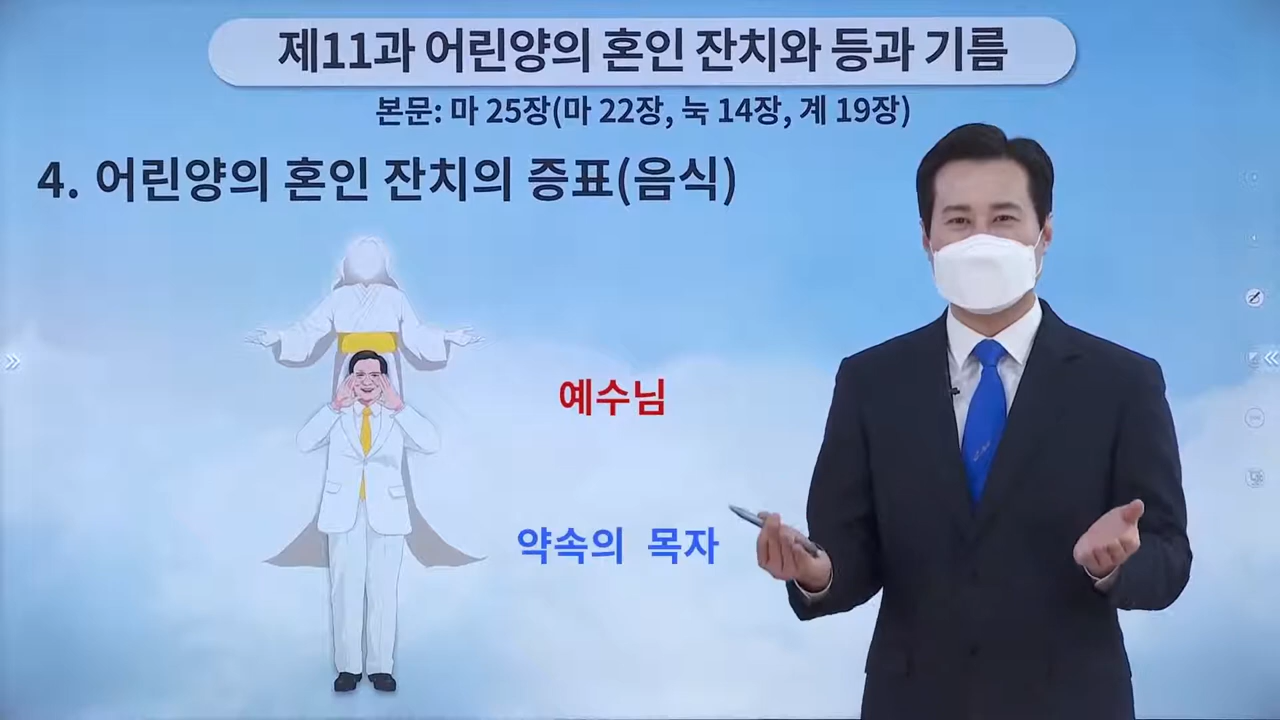 제11과 어린양의 혼인 잔치와 등과 기름
본문: 마 25장(마 22장, 눅 14장, 계 19장)
4. 어린양의 혼인 잔치의 증표(음식)
예수님
약속의 목자